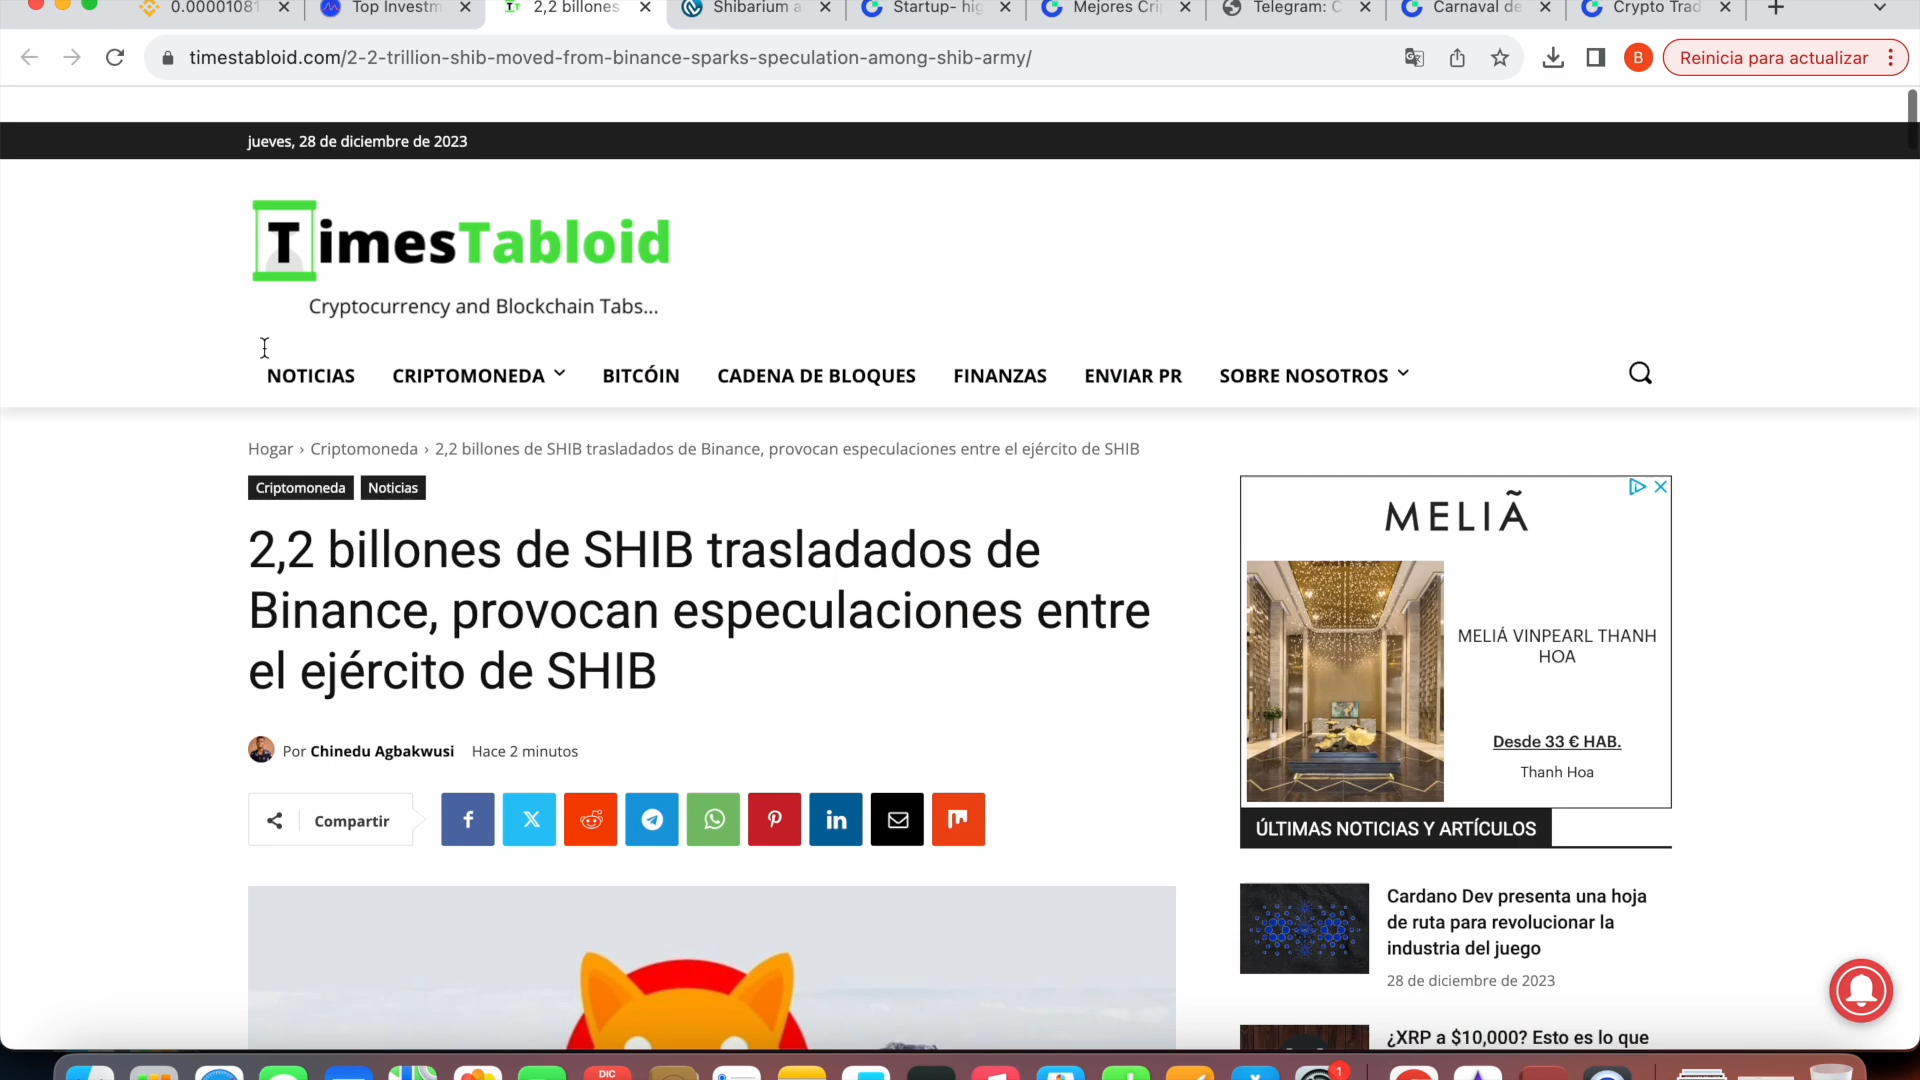 0.00001081
Top Investm
2,2 billones
Shibarium a
Startup- hig
Mejores Cri
Telegram: C
Carnaval de
Crypto Trad
timestabloid.com/2-2-trillion-shib-moved-from-binance-sparks-speculation-among-shib-army/
B
Reinicia para actualizar
jueves, 28 de diciembre de 2023
TimesTabloid
Cryptocurrency and Blockchain Tabs...
NOTICIAS
CRIPTOMONEDA
BITCÓIN
CADENA DE BLOQUES
FINANZAS
ENVIAR PR
SOBRE NOSOTROS
Hogar › Criptomoneda › 2,2 billones de SHIB trasladados de Binance, provocan especulaciones entre el ejército de SHIB
Criptomoneda
Noticias
2,2 billones de SHIB trasladados de
Binance, provocan especulaciones entre
el ejército de SHIB
Por Chinedu Agbakwusi
Hace 2 minutos
Compartir
MELIÃ
MELIÁ VINPEARL THANH
HOA
Desde 33 € HAB.
Thanh Hoa
ÚLTIMAS NOTICIAS Y ARTÍCULOS
Cardano Dev presenta una hoja
de ruta para revolucionar la
industria del juego
28 de diciembre de 2023
¿XRP a $10,000? Esto es lo que
DIC
1